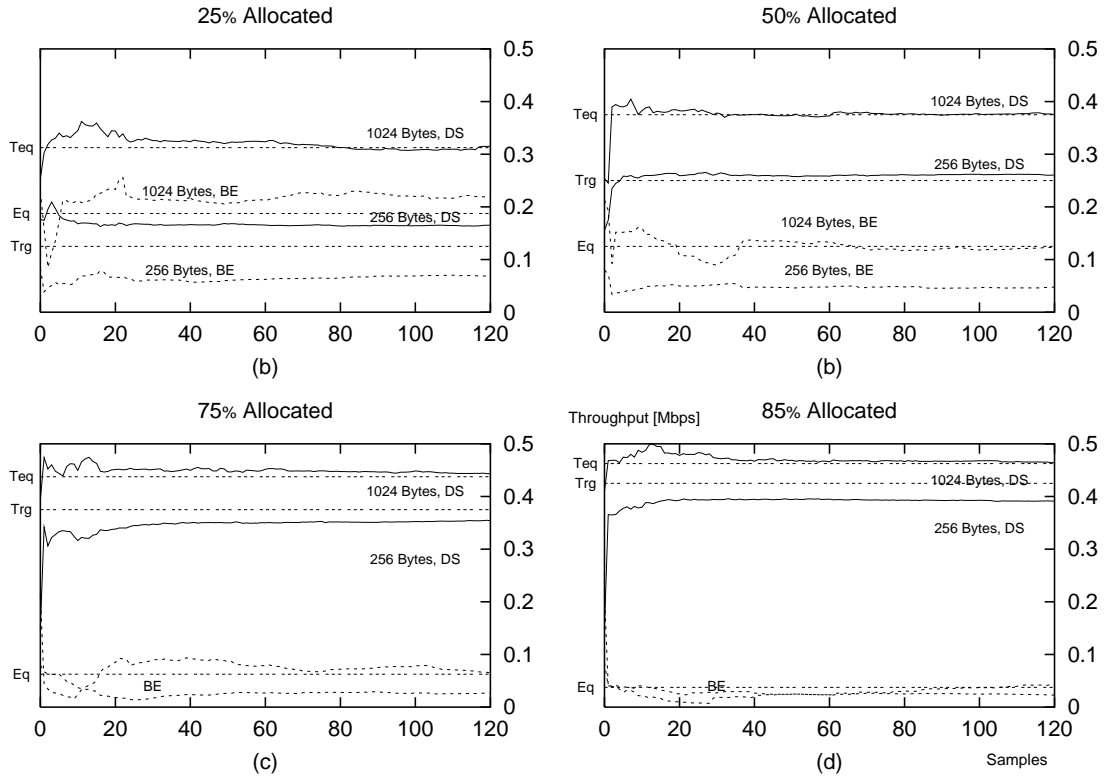 25% Allocated
0.5
0.4
0.3
0.2
0.1
0
Teq
Eq
Trg
1024 Bytes, DS
1024 Bytes, BE
256 Bytes, DS
256 Bytes, BE
0 20 40 60 80 100 120
(b)
50% Allocated
0.5
0.4
0.3
0.2
0.1
0
Teq
Trg
Eq
1024 Bytes, DS
256 Bytes, DS
1024 Bytes, BE
256 Bytes, BE
0 20 40 60 80 100 120
(b)
75% Allocated
0.5
0.4
0.3
0.2
0.1
0
Teq
Trg
Eq
1024 Bytes, DS
256 Bytes, DS
BE
0 20 40 60 80 100 120
(c)
85% Allocated
Throughput [Mbps]
0.5
0.4
0.3
0.2
0.1
0
Teq
Trg
Eq
1024 Bytes, DS
256 Bytes, DS
BE
0 20 40 60 80 100 120
(d)
Samples